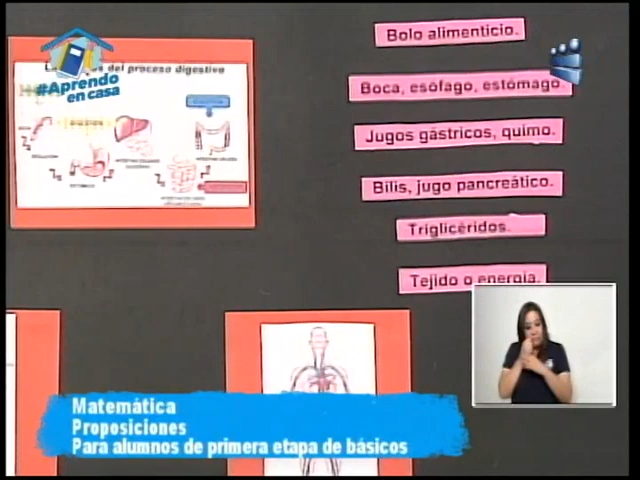 Bolo alimenticio.
#Aprendo
en casa
del proceso digestivo
Boca, esófago, estómago.
Jugos gástricos, quimo.
Bilis, jugo pancreático.
Triglicéridos.
Tejido o energía.
Matemática
Proposiciones
Para alumnos de primera etapa de básicos